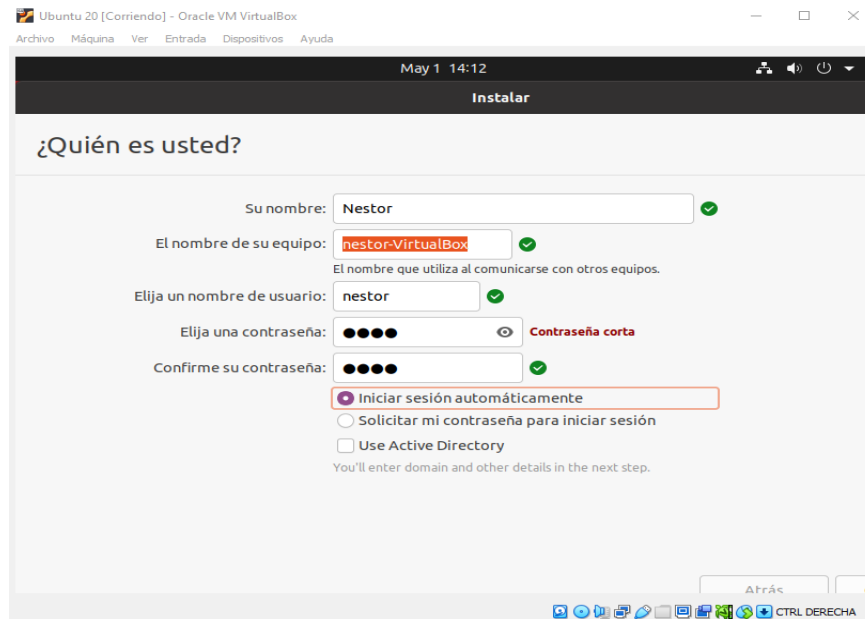 Ubuntu 20 [Corriendo] - Oracle VM VirtualBox
Archivo Máquina Ver Entrada Dispositivos Ayuda
May 1 14:12
Instalar
¿Quién es usted?
Su nombre: Nestor
El nombre de su equipo: nestor-VirtualBox
El nombre que utiliza al comunicarse con otros equipos.
Elija un nombre de usuario: nestor
Elija una contraseña: ●●●● Contraseña corta
Confirme su contraseña: ●●●●
Iniciar sesión automáticamente
Solicitar mi contraseña para iniciar sesión
Use Active Directory
You'll enter domain and other details in the next step.
Atrás
CTRL DERECHA